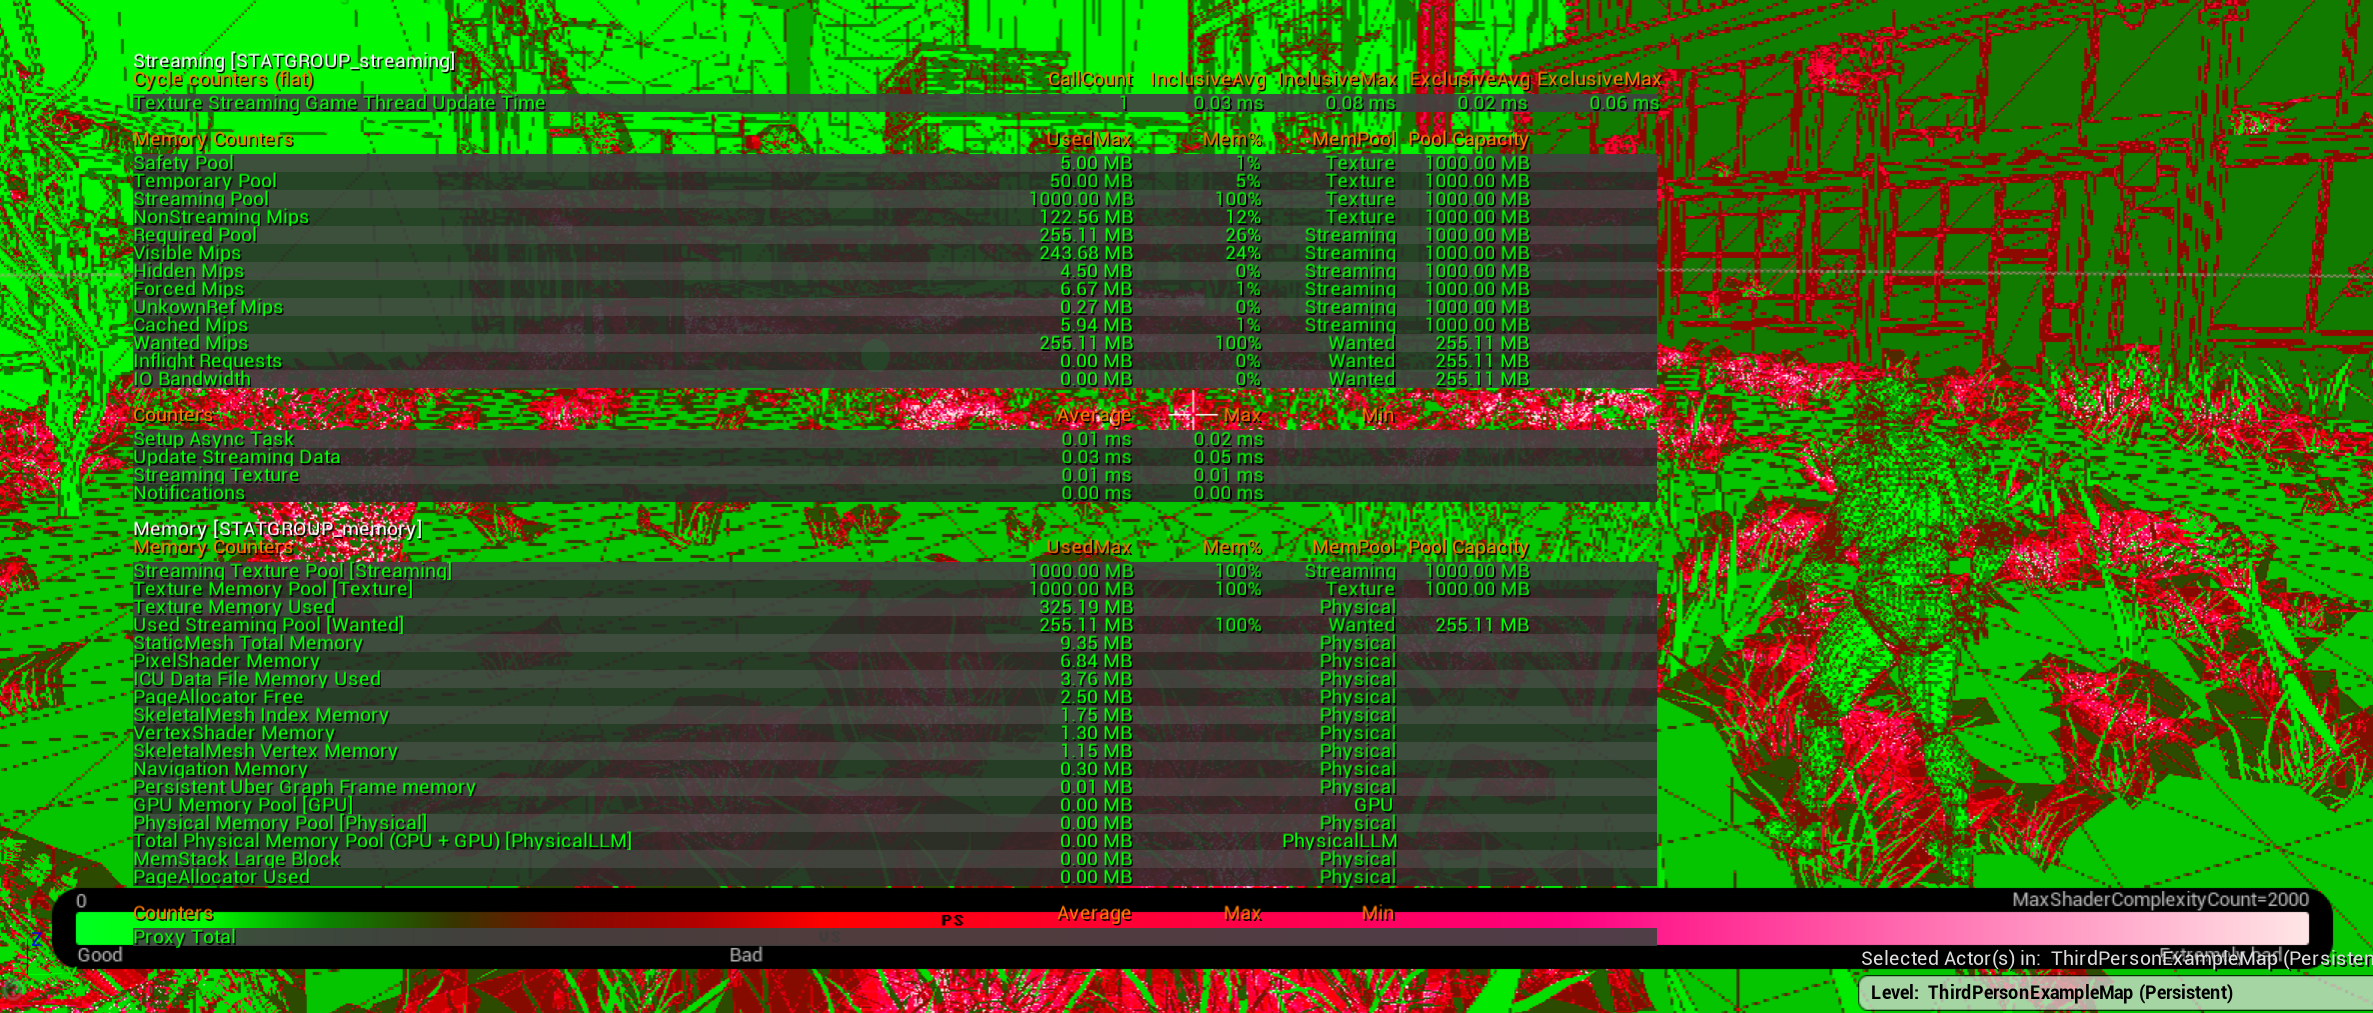 Streaming [STATGROUP_streaming]
Cycle counters (flat) CallCount InclusiveAvg InclusiveMax ExclusiveAvg ExclusiveMax
Texture Streaming Game Thread Update Time 1 0.03 ms 0.08 ms 0.02 ms 0.06 ms
Memory Counters UsedMax Mem% MemPool Pool Capacity
Safety Pool 5.00 MB 1% Texture 1000.00 MB
Temporary Pool 50.00 MB 5% Texture 1000.00 MB
Streaming Pool 1000.00 MB 100% Texture 1000.00 MB
NonStreaming Mips 122.56 MB 12% Texture 1000.00 MB
Required Pool 255.11 MB 26% Streaming 1000.00 MB
Visible Mips 243.68 MB 24% Streaming 1000.00 MB
Hidden Mips 4.50 MB 0% Streaming 1000.00 MB
Forced Mips 6.67 MB 1% Streaming 1000.00 MB
UnkownRef Mips 0.27 MB 0% Streaming 1000.00 MB
Cached Mips 5.94 MB 1% Streaming 1000.00 MB
Wanted Mips 255.11 MB 100% Wanted 255.11 MB
Inflight Requests 0.00 MB 0% Wanted 255.11 MB
IO Bandwidth 0.00 MB 0% Wanted 255.11 MB
Counters Average Max Min
Setup Async Task 0.01 ms 0.02 ms
Update Streaming Data 0.03 ms 0.05 ms
Streaming Texture 0.01 ms 0.01 ms
Notifications 0.00 ms 0.00 ms
Memory [STATGROUP_memory]
Memory Counters UsedMax Mem% MemPool Pool Capacity
Streaming Texture Pool [Streaming] 1000.00 MB 100% Streaming 1000.00 MB
Texture Memory Pool [Texture] 1000.00 MB 100% Texture 1000.00 MB
Texture Memory Used 325.19 MB Physical
Used Streaming Pool [Wanted] 255.11 MB 100% Wanted 255.11 MB
StaticMesh Total Memory 9.35 MB Physical
PixelShader Memory 6.84 MB Physical
ICU Data File Memory Used 3.76 MB Physical
PageAllocator Free 2.50 MB Physical
SkeletalMesh Index Memory 1.75 MB Physical
VertexShader Memory 1.30 MB Physical
SkeletalMesh Vertex Memory 1.15 MB Physical
Navigation Memory 0.30 MB Physical
Persistent Uber Graph Frame memory 0.01 MB Physical
GPU Memory Pool [GPU] 0.00 MB GPU
Physical Memory Pool [Physical] 0.00 MB Physical
Total Physical Memory Pool (CPU + GPU) [PhysicalLLM] 0.00 MB PhysicalLLM
MemStack Large Block 0.00 MB Physical
PageAllocator Used 0.00 MB Physical
0 MaxShaderComplexityCount=2000
Counters Average Max Min
PS
Proxy Total
Good Bad Extremely bad
Selected Actor(s) in: ThirdPersonExampleMap (Persisten
Level: ThirdPersonExampleMap (Persistent)